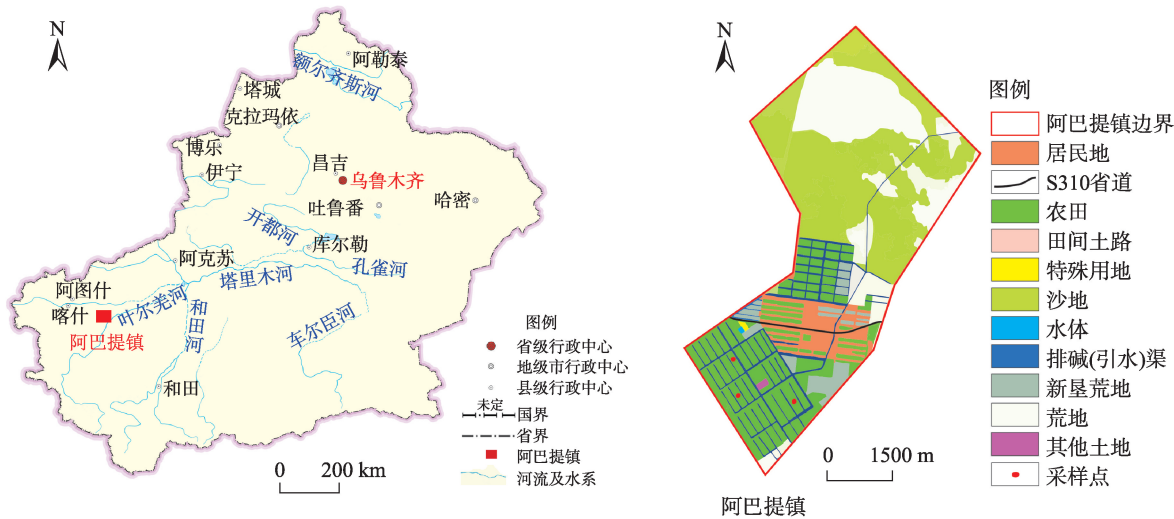 N
阿勒泰
额尔齐斯河
塔城
克拉玛依
博乐
伊宁
昌吉
乌鲁木齐
吐鲁番
哈密
开都河
库尔勒
阿克苏
孔雀河
塔里木河
阿图什
喀什
叶尔羌河
和田河
车尔臣河
阿巴提镇
和田
图例
省级行政中心
地级市行政中心
县级行政中心
未定
国界
省界
阿巴提镇
河流及水系
0 200 km
N
图例
阿巴提镇边界
居民地
S310省道
农田
田间土路
特殊用地
沙地
水体
排碱(引水)渠
新垦荒地
荒地
其他土地
采样点
0 1500 m
阿巴提镇